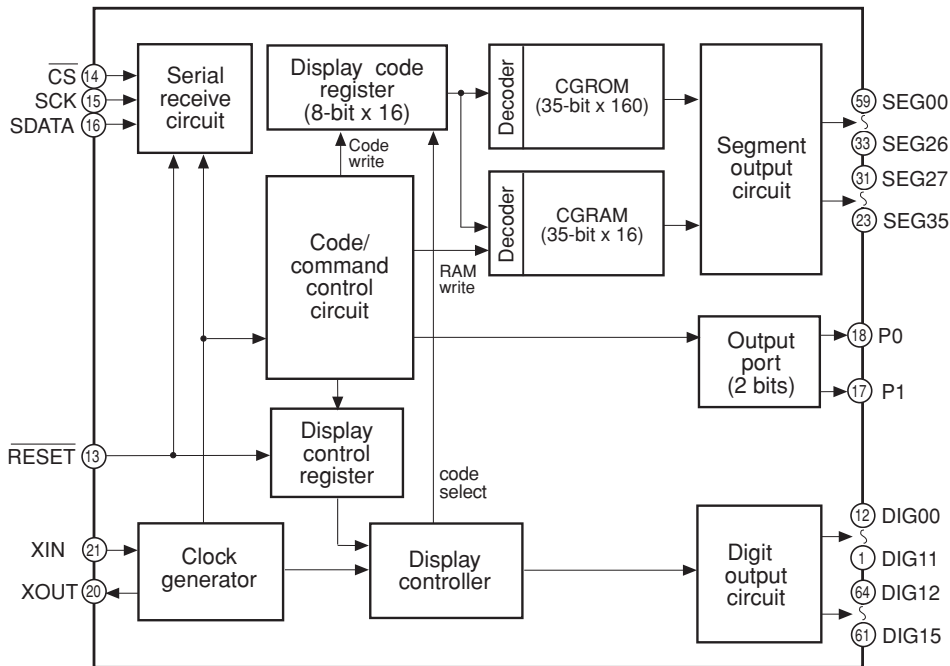 CS
14
SCK
15
SDATA
16
Serial
receive
circuit
Display code
register
(8-bit x 16)
Code
write
Decoder
CGROM
(35-bit x 160)
Decoder
CGRAM
(35-bit x 16)
Segment
output
circuit
59
SEG00
33
SEG26
31
SEG27
23
SEG35
Code/
command
control
circuit
RAM
write
Output
port
(2 bits)
18
P0
17
P1
RESET
13
Display
control
register
code
select
XIN
21
XOUT
20
Clock
generator
Display
controller
Digit
output
circuit
12
DIG00
1
DIG11
64
DIG12
61
DIG15